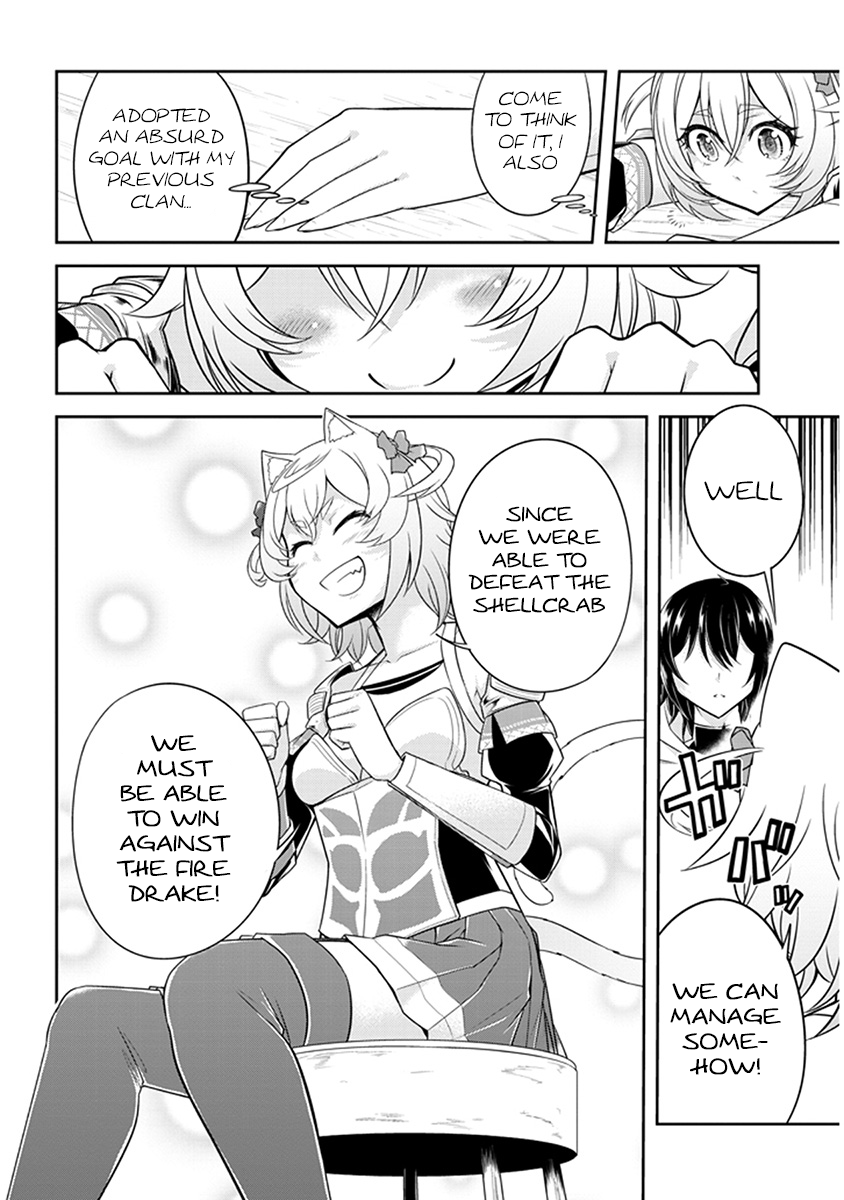 COME
TO THINK
OF IT, I
ALSO
ADOPTED
AN ABSURD
GOAL WITH MY
PREVIOUS
CLAN...
WELL
ガバッ
WE CAN
MANAGE
SOME-
HOW!
SINCE
WE WERE
ABLE TO
DEFEAT THE
SHELLCRAB
WE
MUST
BE ABLE
TO WIN
AGAINST
THE FIRE
DRAKE!